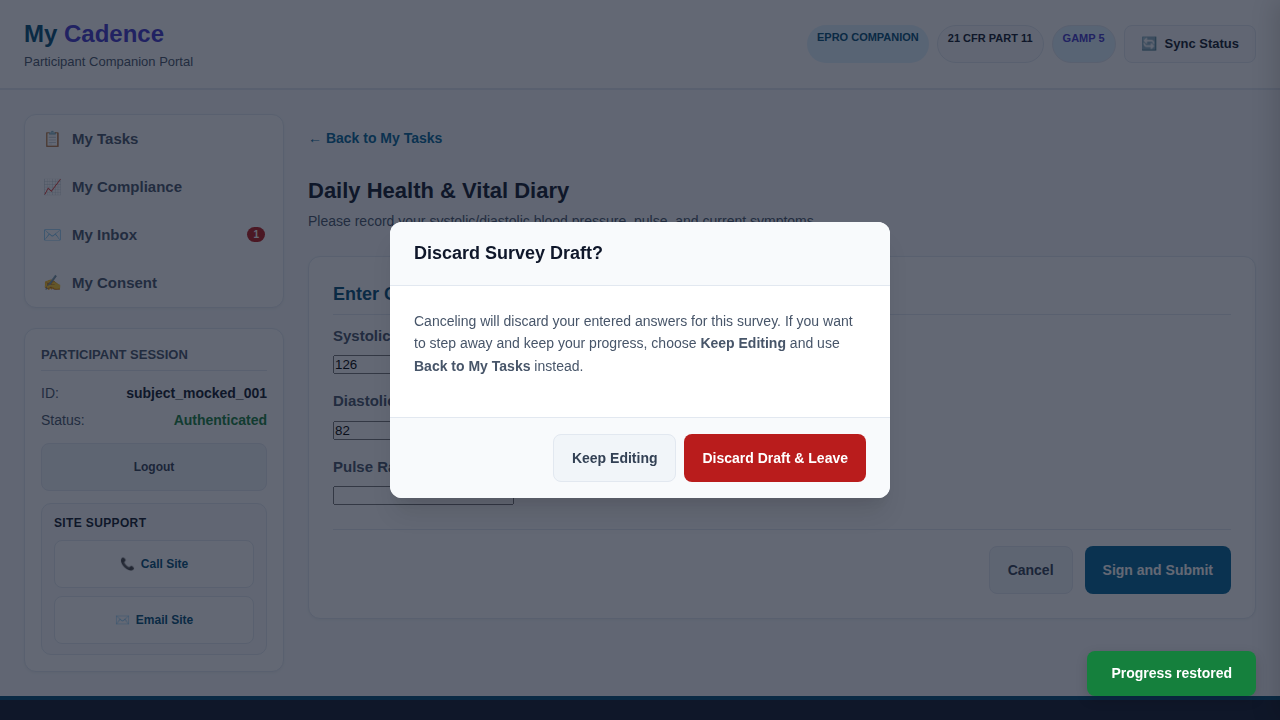 My Cadence
Participant Companion Portal
EPRO COMPANION
21 CFR PART 11
GAMP 5
Sync Status
My Tasks
My Compliance
My Inbox
1
My Consent
PARTICIPANT SESSION
ID: subject_mocked_001
Status: Authenticated
Logout
SITE SUPPORT
Call Site
Email Site
← Back to My Tasks
Daily Health & Vital Diary
Please record your systolic/diastolic blood pressure, pulse, and current symptoms.
Enter
Systolic
126
Diastolic
82
Pulse
Cancel
Sign and Submit
Discard Survey Draft?
Canceling will discard your entered answers for this survey. If you want
to step away and keep your progress, choose Keep Editing and use
Back to My Tasks instead.
Keep Editing
Discard Draft & Leave
Progress restored